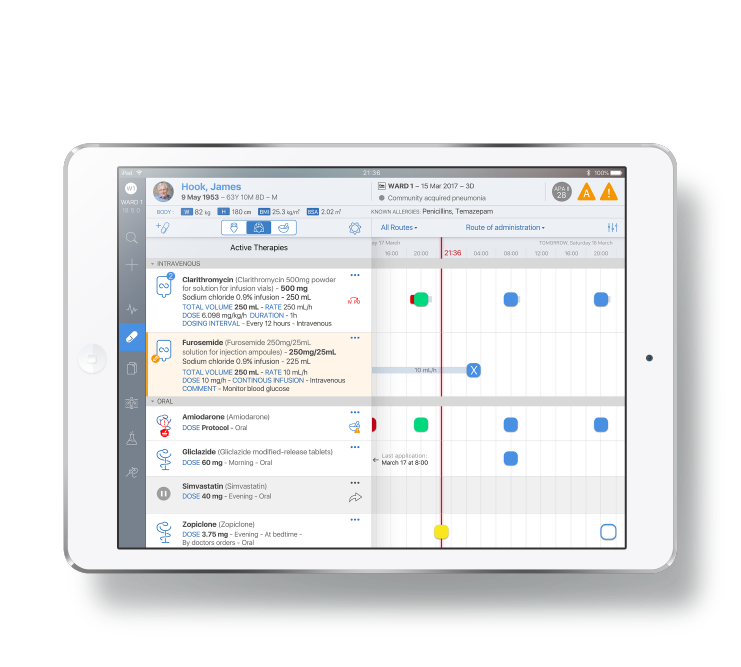 iPad
21:36
100%
W1
WARD 1
Hook, James
9 May 1953 – 63Y 10M 8D – M
WARD 1 – 15 Mar 2017 – 3D
Community acquired pneumonia
APA II
28
A
!
BODY:
W 82 kg
H 180 cm
BMI 25.3 kg/m²
BSA 2.02 m²
KNOWN ALLERGIES: Penicillins, Temazepam
All Routes
Route of administration
Active Therapies
17 March
TOMORROW, Saturday 18 March
16:00 20:00 21:36 04:00 08:00 12:00 16:00 20:00
INTRAVENOUS
2
Clarithromycin (Clarithromycin 500mg powder
for solution for infusion vials) - 500 mg
Sodium chloride 0.9% infusion - 250 mL
TOTAL VOLUME 250 mL - RATE 250 mL/h
DOSE 6.098 mg/kg/h DURATION - 1h
DOSING INTERVAL - Every 12 hours - Intravenous
Furosemide (Furosemide 250mg/25mL
solution for injection ampoules) - 250mg/25mL
Sodium chloride 0.9% infusion - 225 mL
TOTAL VOLUME 250 mL - RATE 10 mL/h
DOSE 10 mg/h - CONTINOUS INFUSION - Intravenous
COMMENT - Monitor blood glucose
10 mL/h
X
ORAL
Amiodarone (Amiodarone)
DOSE Protocol - Oral
Gliclazide (Gliclazide modified-release tablets)
DOSE 60 mg - Morning - Oral
Last application:
March 17 at 8:00
Simvastatin (Simvastatin)
DOSE 40 mg - Evening - Oral
Zopiclone (Zopiclone)
DOSE 3.75 mg - Evening - At bedtime -
By doctors orders - Oral